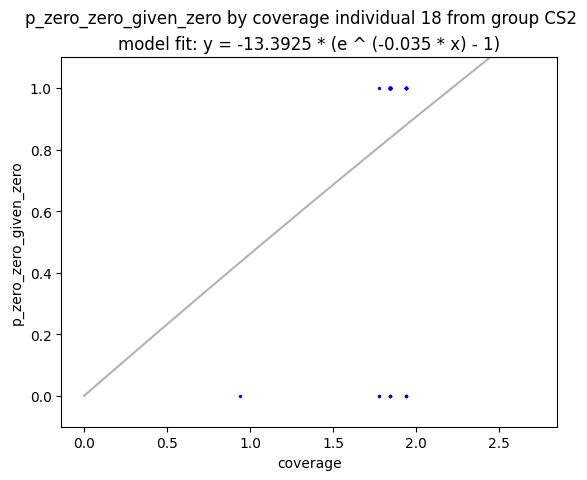 p_zero_zero_given_zero by coverage individual 18 from group CS2
model fit: y = -13.3925 * (e ^ (-0.035 * x) - 1)
1.0
0.8
0.6
0.4
0.2
0.0
p_zero_zero_given_zero
0.0 0.5 1.0 1.5 2.0 2.5
coverage